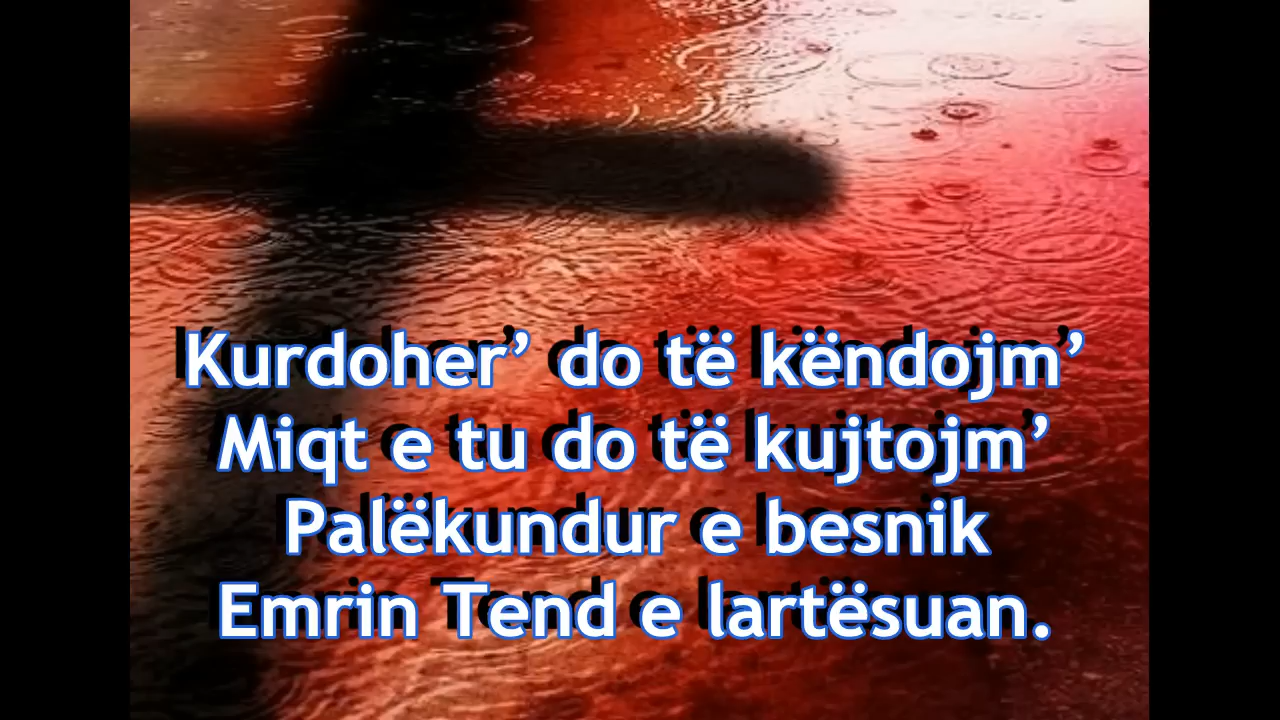 Kurdoher’ do të këndojm’
Miqt e tu do të kujtojm’
Palëkundur e besnik
Emrin Tend e lartësuan.